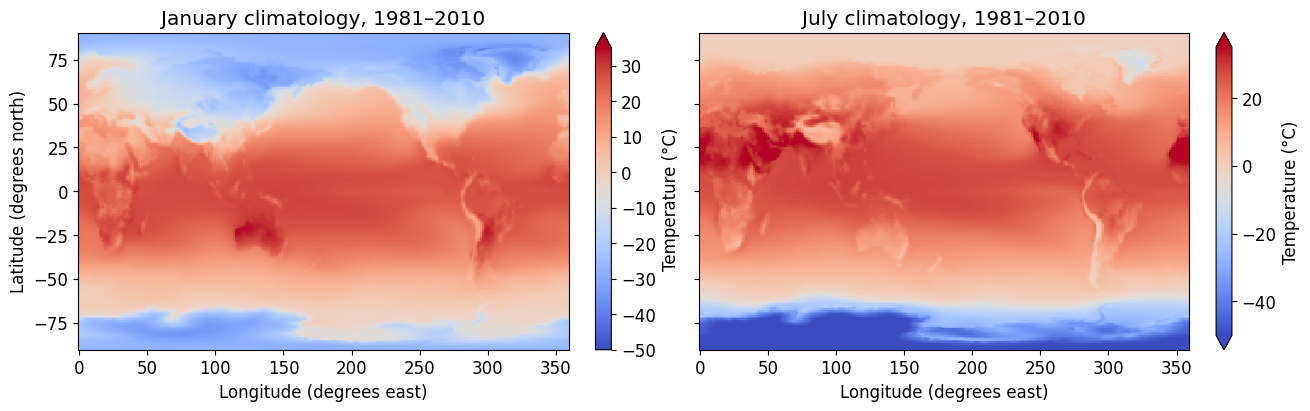 January climatology, 1981–2010
75
50
25
0
−25
−50
−75
Latitude (degrees north)
0 50 100 150 200 250 300 350
Longitude (degrees east)
30
20
10
0
−10
−20
−30
−40
−50
Temperature (°C)
July climatology, 1981–2010
0 50 100 150 200 250 300 350
Longitude (degrees east)
20
0
−20
−40
Temperature (°C)